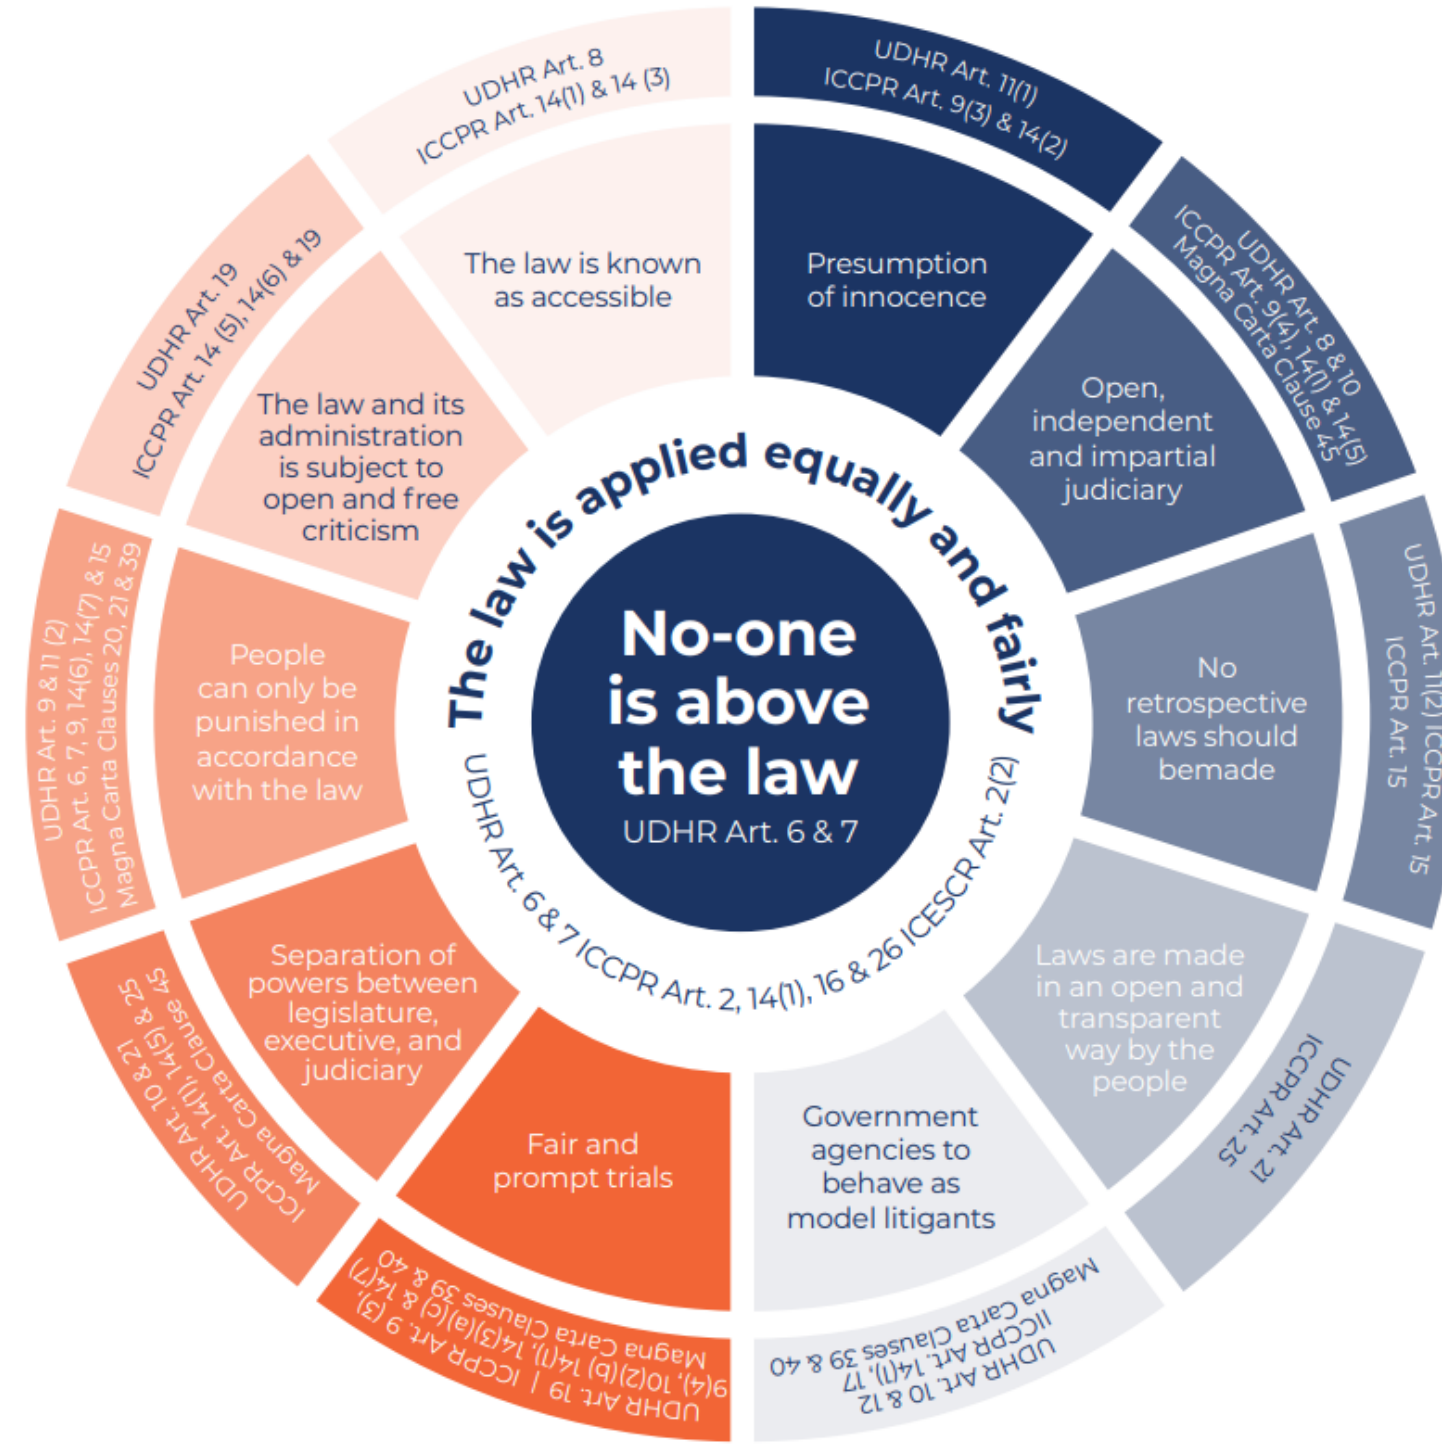 No-one
is above
the law
UDHR Art. 6 & 7
The law is applied equally and fairly
UDHR Art. 6 & 7 ICCPR Art. 2, 14(1), 16 & 26 ICESCR Art. 2(2)
Presumption
of innocence
UDHR Art. 11(1)
ICCPR Art. 9(3) & 14(2)
Open,
independent
and impartial
judiciary
UDHR Art. 8 & 10
ICCPR Art. 9(4), 14(1) & 14(5)
Magna Carta Clause 45
No
retrospective
laws should
bemade
UDHR Art. 11(2) ICCPR Art. 15
ICCPR Art. 15
Laws are made
in an open and
transparent
way by the
people
UDHR Art. 21
ICCPR Art. 25
Government
agencies to
behave as
model litigants
UDHR Art. 10 & 12
IICCPR Art. 14(1), 17
Magna Carta Clauses 39 & 40
Fair and
prompt trials
UDHR Art. 19 | ICCPR Art. 9 (3),
9(4), 10(2)(b) 14(1), 14(3)(a)(c) & 14(7)
Magna Carta Clauses 39 & 40
Separation of
powers between
legislature,
executive, and
judiciary
UDHR Art. 10 & 21
ICCPR Art. 14(1), 14(5) & 25
Magna Carta Clause 45
People
can only be
punished in
accordance
with the law
UDHR Art. 9 & 11 (2)
ICCPR Art. 6, 7, 9, 14(6), 14(7) & 15
Magna Carta Clauses 20, 21 & 39
The law and its
administration
is subject to
open and free
criticism
UDHR Art. 19
ICCPR Art. 14 (5), 14(6) & 19
The law is known
as accessible
UDHR Art. 8
ICCPR Art. 14(1) & 14 (3)